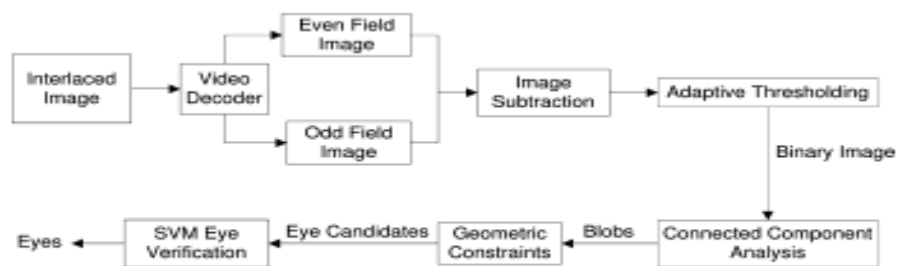 Interlaced
Image
Video
Decoder
Even Field
Image
Odd Field
Image
Image
Subtraction
Adaptive Thresholding
Binary Image
Connected Component
Analysis
Blobs
Geometric
Constraints
Eye Candidates
SVM Eye
Verification
Eyes